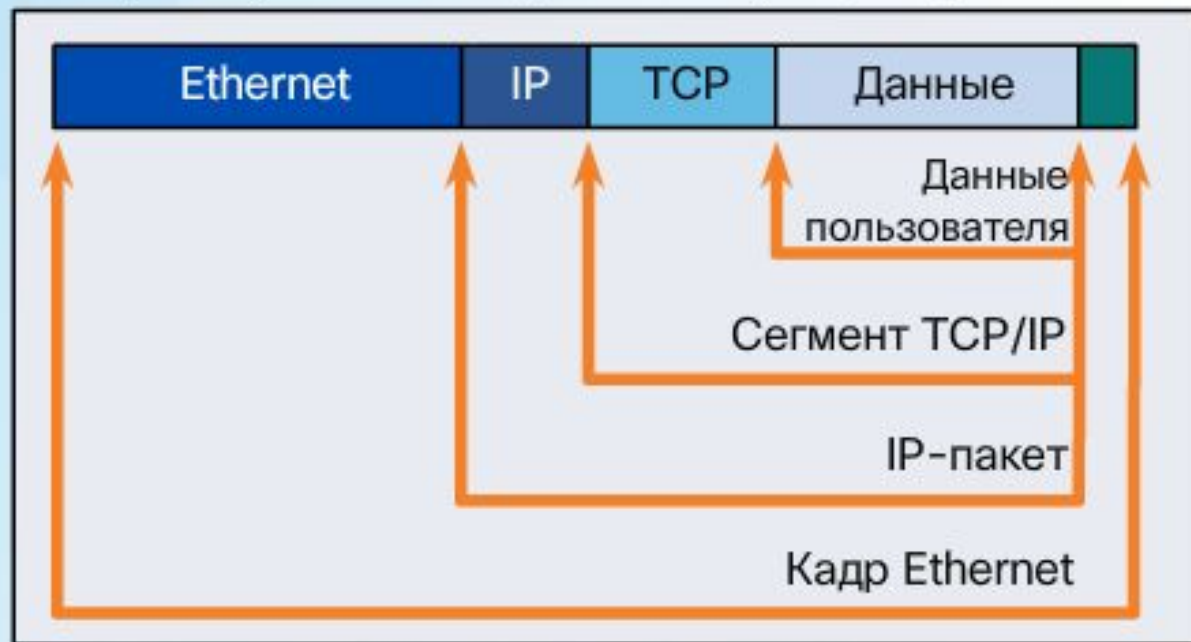 Ethernet IP TCP Данные
Данные
пользователя
Сегмент TCP/IP
IP-пакет
Кадр Ethernet